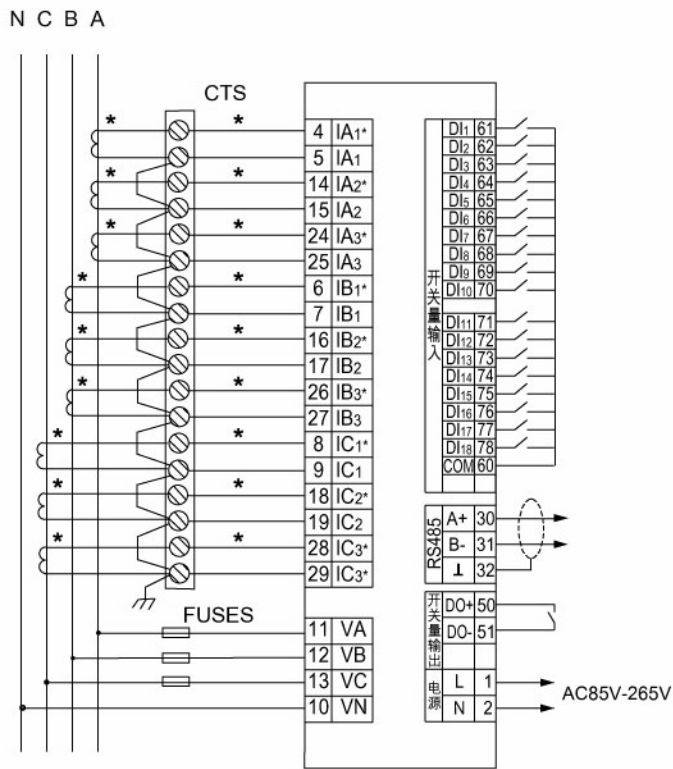 N C B A
CTS
* * 4 IA1*
5 IA1
* * 14 IA2*
15 IA2
* * 24 IA3*
25 IA3
* * 6 IB1*
7 IB1
* * 16 IB2*
17 IB2
* * 26 IB3*
27 IB3
* * 8 IC1*
9 IC1
* * 18 IC2*
19 IC2
* * 28 IC3*
29 IC3*
FUSES
11 VA
12 VB
13 VC
10 VN
开关量输入
DI1 61
DI2 62
DI3 63
DI4 64
DI5 65
DI6 66
DI7 67
DI8 68
DI9 69
DI10 70
DI11 71
DI12 72
DI13 73
DI14 74
DI15 75
DI16 76
DI17 77
DI18 78
COM 60
RS485
A+ 30
B- 31
⊥ 32
开关量输出
DO+ 50
DO- 51
电源
L 1
N 2
AC85V-265V